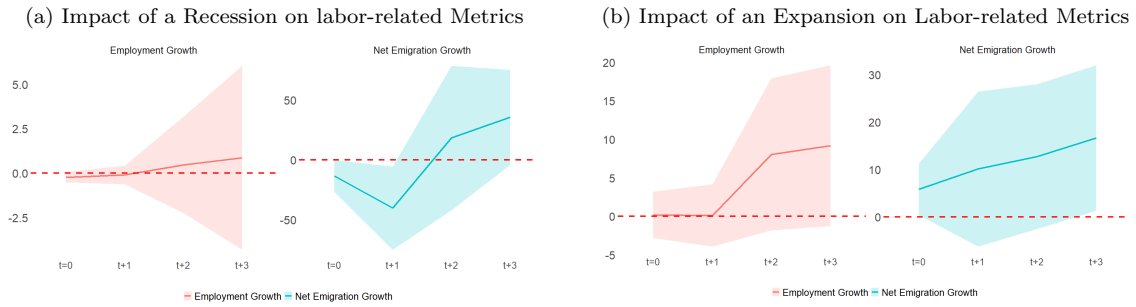 (a) Impact of a Recession on labor-related Metrics
Employment Growth
Net Emigration Growth
5.0
2.5
0.0
-2.5
50
0
-50
t=0 t+1 t+2 t+3
t=0 t+1 t+2 t+3
Employment Growth Net Emigration Growth
(b) Impact of an Expansion on Labor-related Metrics
Employment Growth
Net Emigration Growth
20
15
10
5
0
-5
30
20
10
0
t=0 t+1 t+2 t+3
t=0 t+1 t+2 t+3
Employment Growth Net Emigration Growth